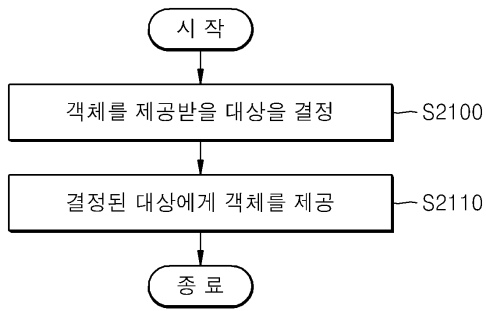 시 작
객체를 제공받을 대상을 결정
S2100
결정된 대상에게 객체를 제공
S2110
종 료